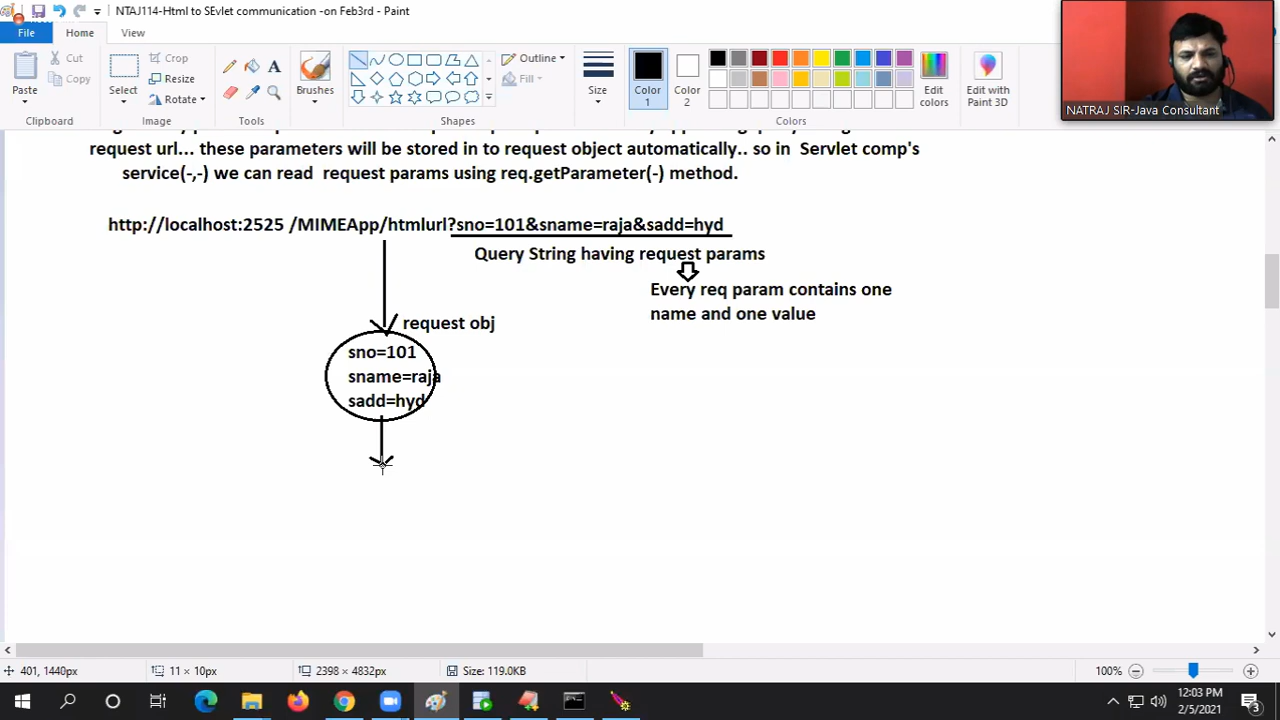 NTAJ114-Html to SEvlet communication -on Feb3rd - Paint
File
Home
View
Cut
Copy
Paste
Clipboard
Crop
Resize
Rotate
Select
Image
Tools
Brushes
Outline
Fill
Shapes
Size
Color 1
Color 2
Edit colors
Edit with Paint 3D
Colors
NATRAJ SIR-Java Consultant
request url... these parameters will be stored in to request object automatically.. so in Servlet comp's
service(-,-) we can read request params using req.getParameter(-) method.
http://localhost:2525 /MIMEApp/htmlurl?sno=101&sname=raja&sadd=hyd
Query String having request params
Every req param contains one
name and one value
request obj
sno=101
sname=raja
sadd=hyd
401, 1440px
11 × 10px
2398 × 4832px
Size: 119.0KB
100%
12:03 PM
2/5/2021
3